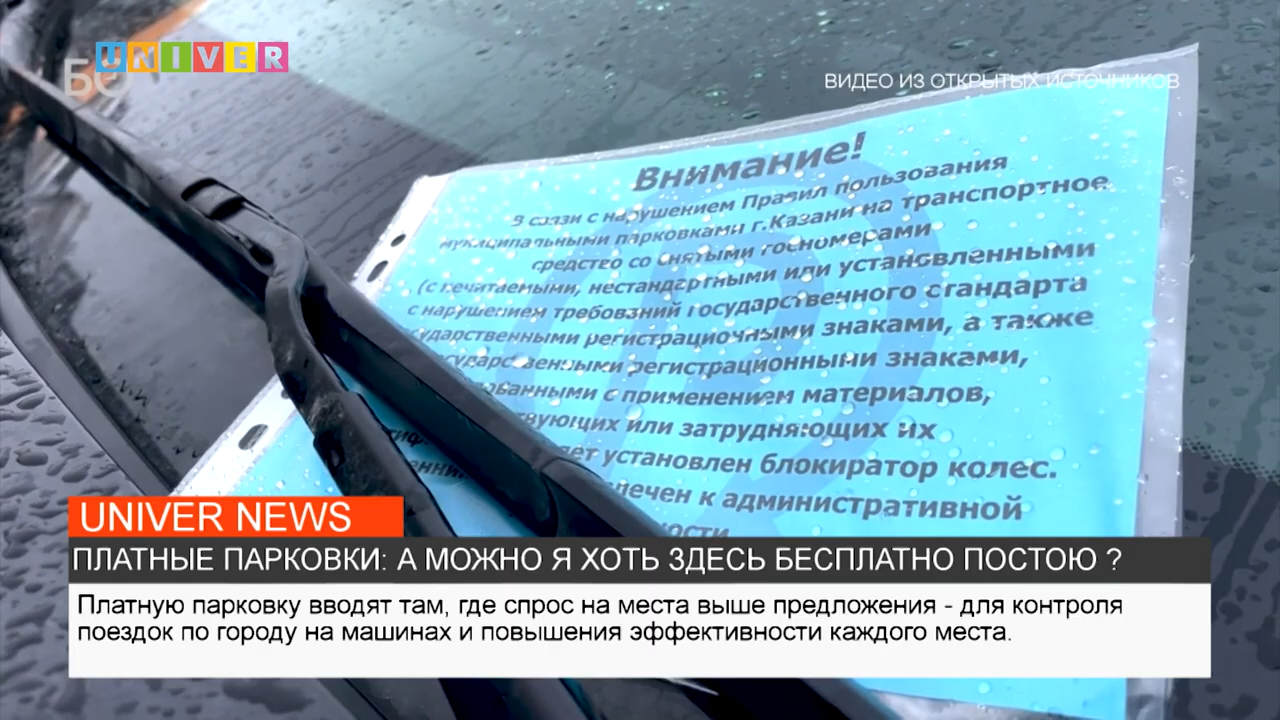 UNIVER
БО
ВИДЕО ИЗ ОТКРЫТЫХ ИСТОЧНИКОВ
Внимание!
В связи с нарушением Правил пользования
муниципальными парковками г.Казани на транспортное
средство со снятыми госномерами
(с нечитаемыми, нестандартными или установленными
с нарушением требований государственного стандарта
государственными регистрационными знаками, а также
государственными регистрационными знаками,
с применением материалов,
или затрудняющих их
установлен блокиратор колес.
к административной
UNIVER NEWS
ПЛАТНЫЕ ПАРКОВКИ: А МОЖНО Я ХОТЬ ЗДЕСЬ БЕСПЛАТНО ПОСТОЮ ?
Платную парковку вводят там, где спрос на места выше предложения - для контроля
поездок по городу на машинах и повышения эффективности каждого места.